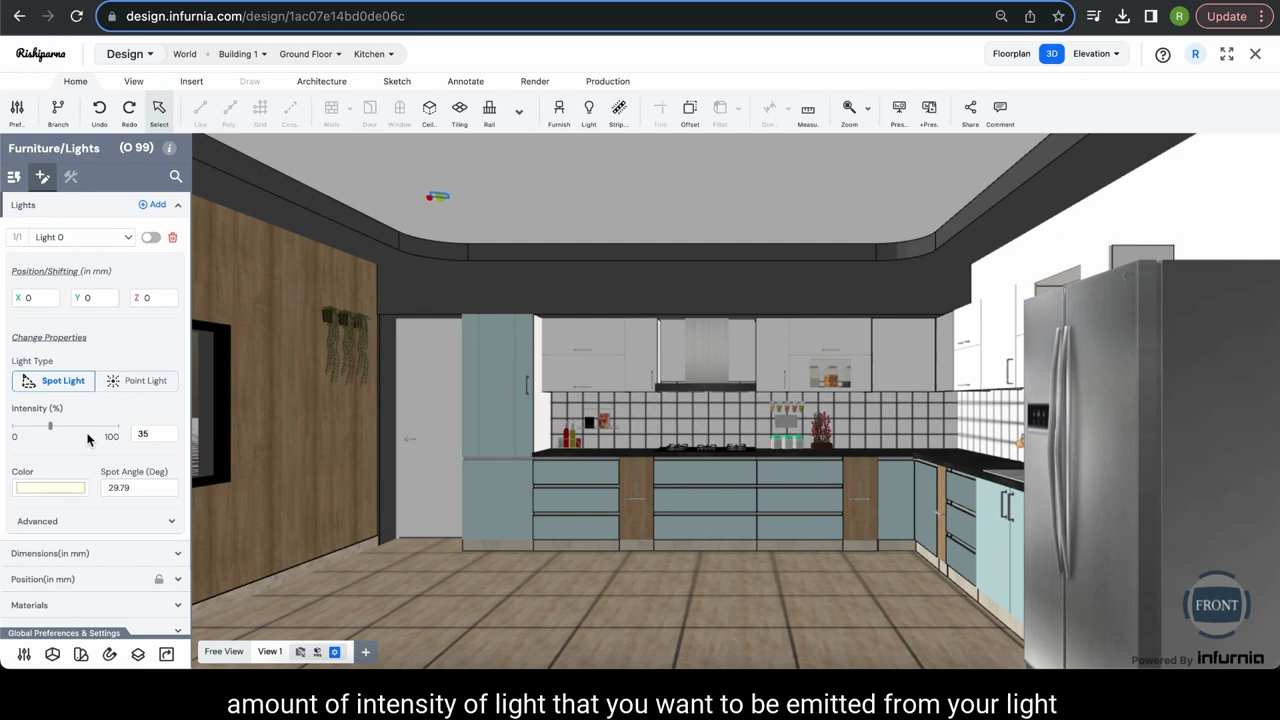 design.infurnia.com/design/1ac07e14bd0de06c
R
Update
Rishiparna
Design
World
Building 1
Ground Floor
Kitchen
Floorplan
3D
Elevation
R
Home
View
Insert
Draw
Architecture
Sketch
Annotate
Render
Production
Pref..
Branch
Undo
Redo
Select
Line
Poly..
Grid
Cons..
Walls
Door
Window
Ceil..
Tiling
Rail
Furnish
Light
Strip...
Trim
Offset
Fillet
Dim...
Measu..
Zoom
Pres...
+Pres..
Share
Comment
Furniture/Lights
(O 99)
Lights
Add
1/1
Light 0
Position/Shifting (in mm)
X 0
Y 0
Z 0
Change Properties
Light Type
Spot Light
Point Light
Intensity (%)
0
100
35
Color
Spot Angle (Deg)
29.79
Advanced
Dimensions(in mm)
Position(in mm)
Materials
Global Preferences & Settings
Free View
View 1
FRONT
Powered By infurnia
amount of intensity of light that you want to be emitted from your light